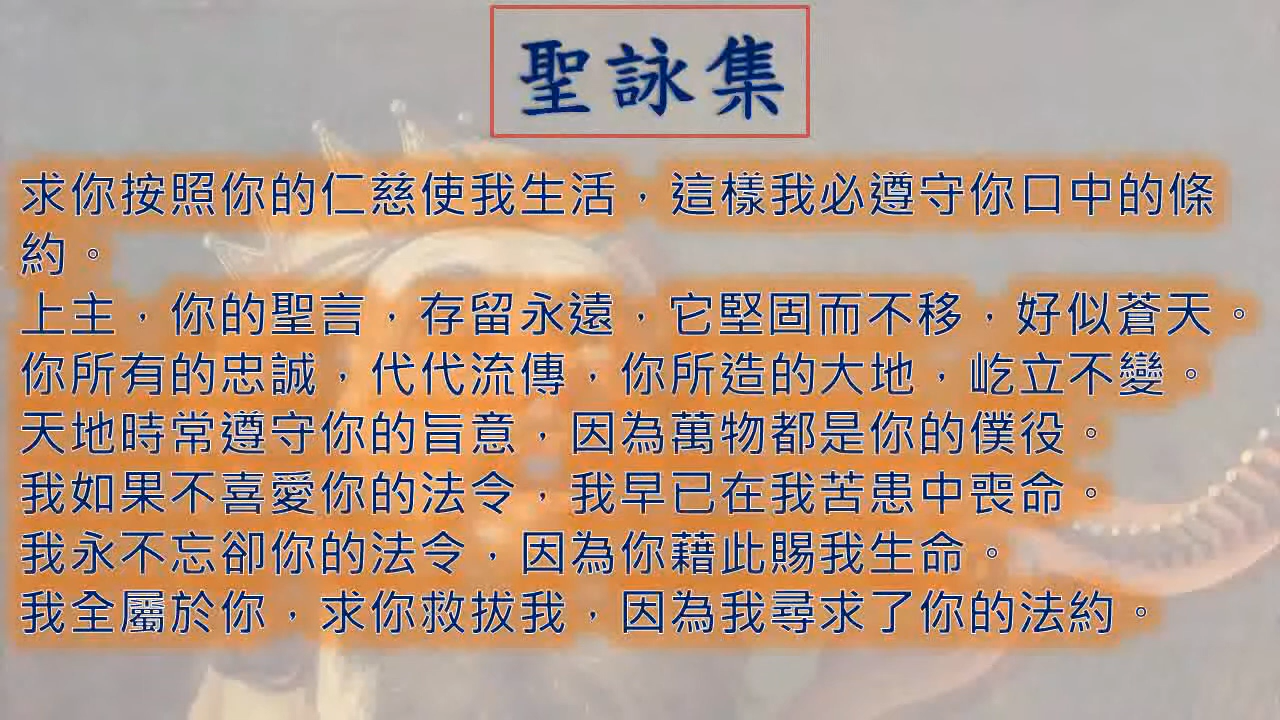 聖詠集
求你按照你的仁慈使我生活，這樣我必遵守你口中的條
約。
上主，你的聖言，存留永遠，它堅固而不移，好似蒼天。
你所有的忠誠，代代流傳，你所造的大地，屹立不變。
天地時常遵守你的旨意，因為萬物都是你的僕役。
我如果不喜愛你的法令，我早已在我苦患中喪命。
我永不忘卻你的法令，因為你藉此賜我生命。
我全屬於你，求你救拔我，因為我尋求了你的法約。